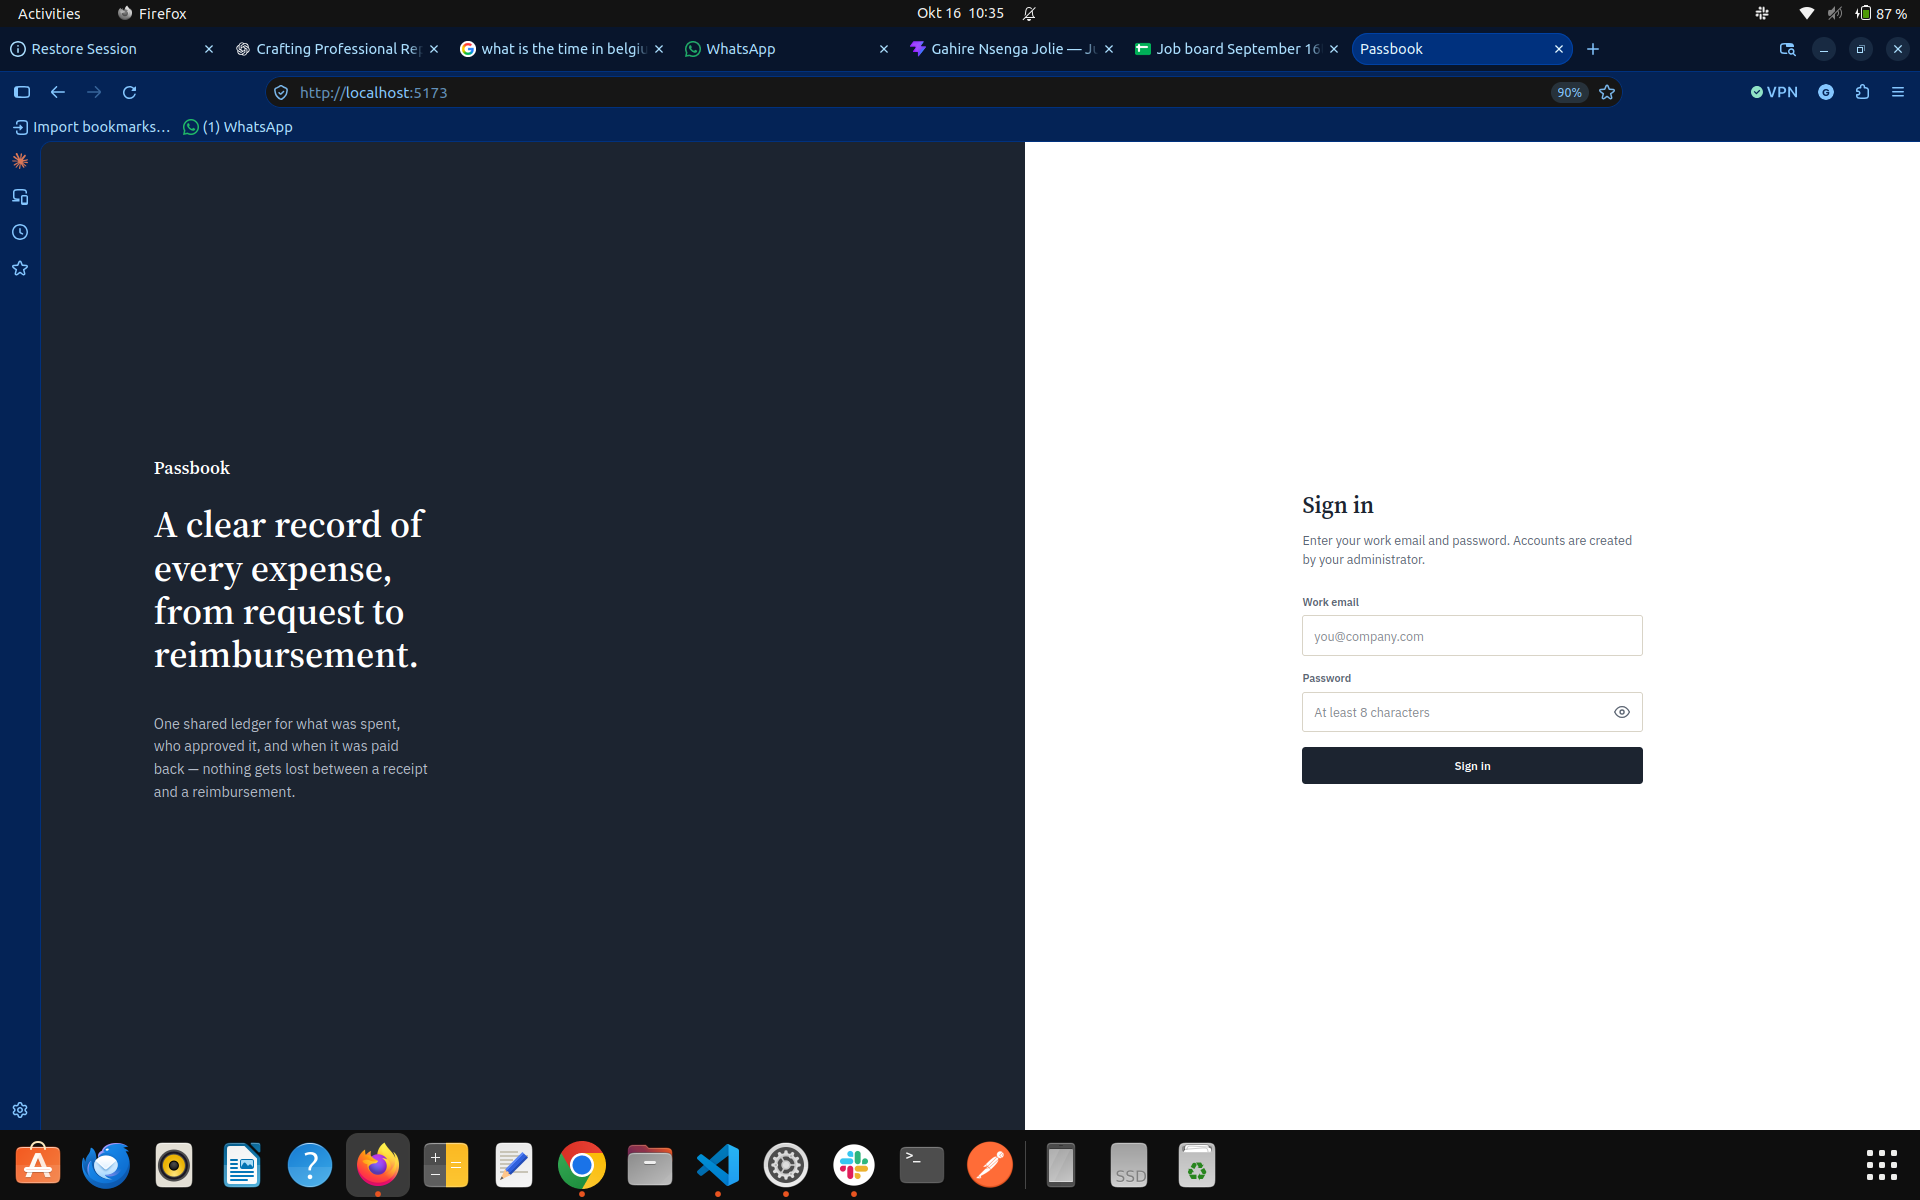 Activities
Firefox
Okt 16 10:35
87 %
Restore Session
Crafting Professional Re
what is the time in belgiu
WhatsApp
Gahire Nsenga Jolie — Ju
Job board September 16
Passbook
http://localhost:5173
90%
VPN
G
Import bookmarks...
(1) WhatsApp
Passbook
A clear record of
every expense,
from request to
reimbursement.
One shared ledger for what was spent,
who approved it, and when it was paid
back — nothing gets lost between a receipt
and a reimbursement.
Sign in
Enter your work email and password. Accounts are created
by your administrator.
Work email
you@company.com
Password
At least 8 characters
Sign in
SSD